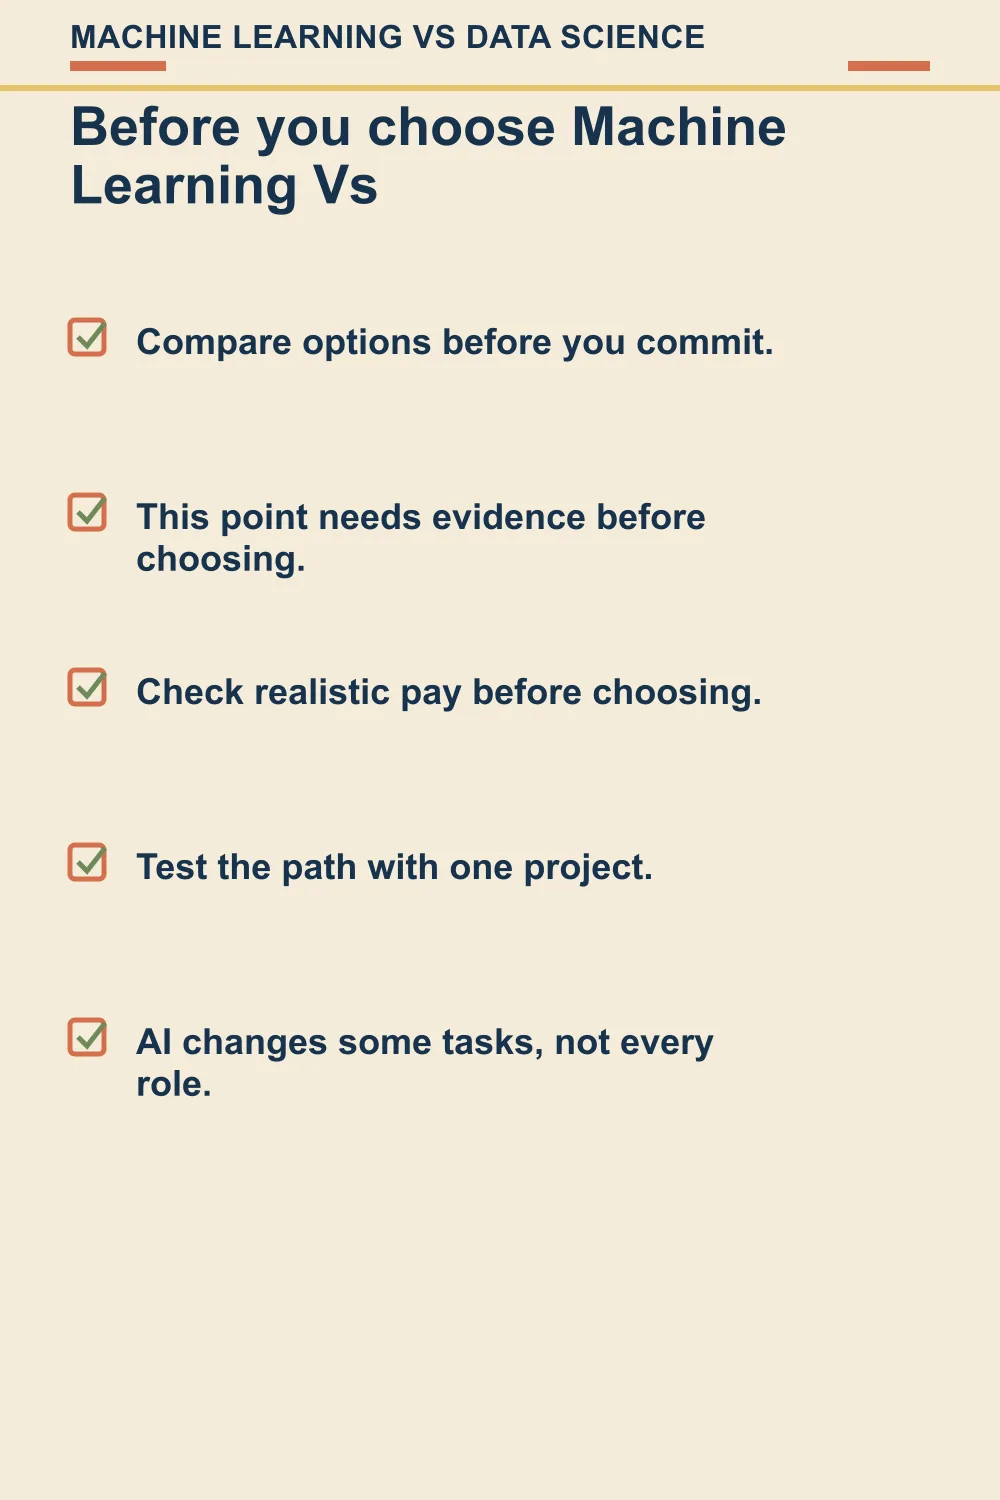 MACHINE LEARNING VS DATA SCIENCE
Before you choose Machine
Learning Vs
Compare options before you commit.
This point needs evidence before
choosing.
Check realistic pay before choosing.
Test the path with one project.
AI changes some tasks, not every
role.